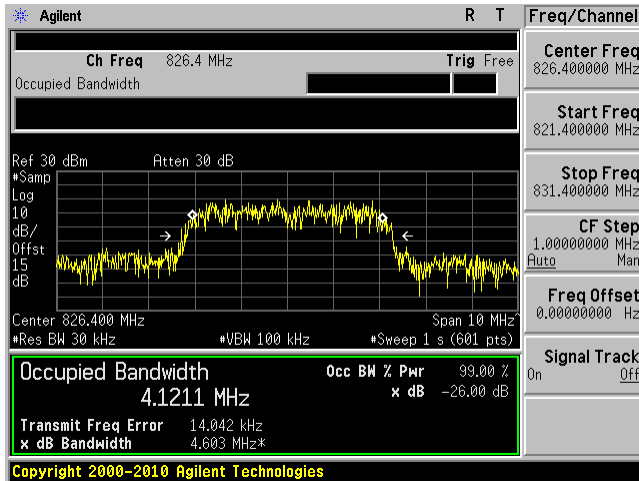 Agilent
R T
Ch Freq 826.4 MHz
Trig Free
Occupied Bandwidth
Ref 30 dBm
Atten 30 dB
#Samp
Log
10
dB/
Offst
15
dB
Center 826.400 MHz
Span 10 MHz^
#Res BW 30 kHz
#VBW 100 kHz
#Sweep 1 s (601 pts)
Occupied Bandwidth
4.1211 MHz
Occ BW % Pwr 99.00 %
x dB -26.00 dB
Transmit Freq Error 14.042 kHz
x dB Bandwidth 4.603 MHz*
Copyright 2000-2010 Agilent Technologies
Freq/Channel
Center Freq
826.400000 MHz
Start Freq
821.400000 MHz
Stop Freq
831.400000 MHz
CF Step
1.00000000 MHz
Auto Man
Freq Offset
0.00000000 Hz
Signal Track
On Off